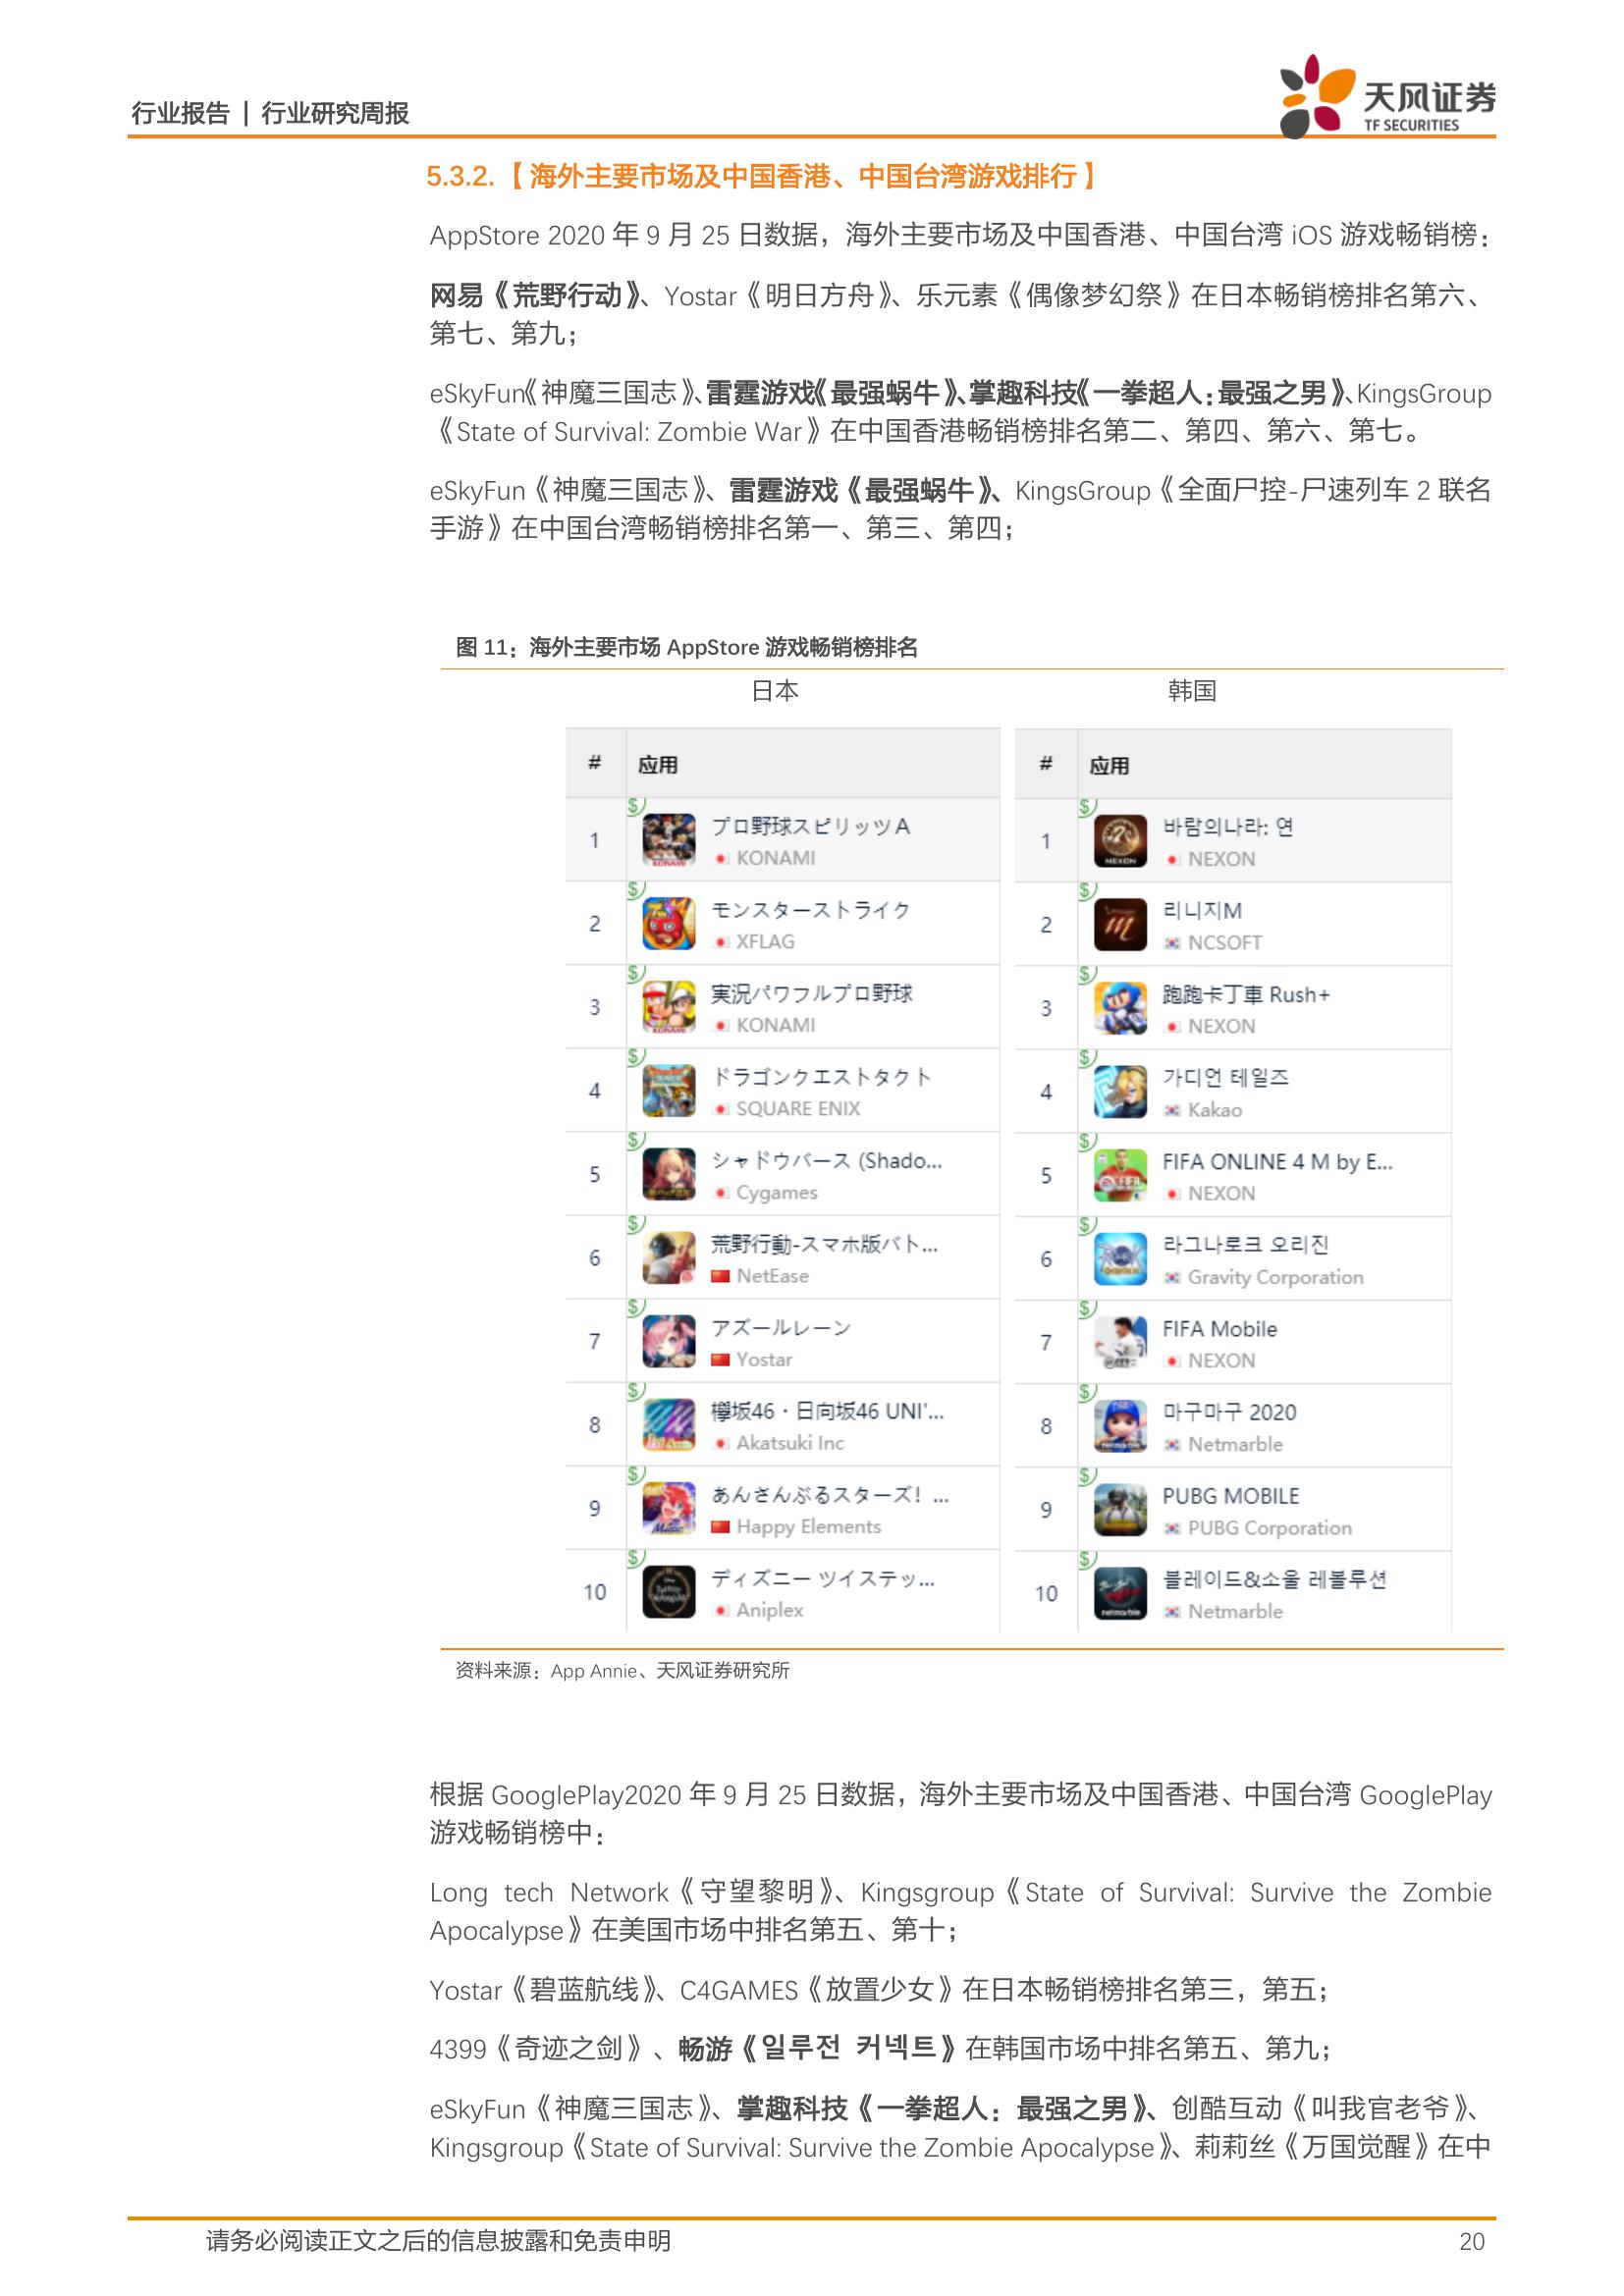 行业报告 | 行业研究周报
天风证券
TF SECURITIES
5.3.2.【海外主要市场及中国香港、中国台湾游戏排行】
AppStore 2020 年 9 月 25 日数据，海外主要市场及中国香港、中国台湾 iOS 游戏畅销榜：
网易《荒野行动》、Yostar《明日方舟》、乐元素《偶像梦幻祭》在日本畅销榜排名第六、
第七、第九；
eSkyFun《神魔三国志》、雷霆游戏《最强蜗牛》、掌趣科技《一拳超人：最强之男》、KingsGroup
《State of Survival: Zombie War》在中国香港畅销榜排名第二、第四、第六、第七。
eSkyFun《神魔三国志》、雷霆游戏《最强蜗牛》、KingsGroup《全面尸控-尸速列车 2 联名
手游》在中国台湾畅销榜排名第一、第三、第四；
图 11：海外主要市场 AppStore 游戏畅销榜排名
日本
# 应用
1 プロ野球スピリッツA
KONAMI
2 モンスターストライク
XFLAG
3 実況パワフルプロ野球
KONAMI
4 ドラゴンクエストタクト
SQUARE ENIX
5 シャドウバース (Shado...
Cygames
6 荒野行動-スマホ版バト...
NetEase
7 アズールレーン
Yostar
8 欅坂46・日向坂46 UNI'...
Akatsuki Inc
9 あんさんぶるスターズ！...
Happy Elements
10 ディズニー ツイステッ...
Aniplex
韩国
# 应用
1 바람의나라: 연
NEXON
2 리니지M
NCSOFT
3 跑跑卡丁車 Rush+
NEXON
4 가디언 테일즈
Kakao
5 FIFA ONLINE 4 M by E...
NEXON
6 라그나로크 오리진
Gravity Corporation
7 FIFA Mobile
NEXON
8 마구마구 2020
Netmarble
9 PUBG MOBILE
PUBG Corporation
10 블레이드&소울 레볼루션
Netmarble
资料来源：App Annie、天风证券研究所
根据 GooglePlay2020 年 9 月 25 日数据，海外主要市场及中国香港、中国台湾 GooglePlay
游戏畅销榜中：
Long tech Network《守望黎明》、Kingsgroup《State of Survival: Survive the Zombie
Apocalypse》在美国市场中排名第五、第十；
Yostar《碧蓝航线》、C4GAMES《放置少女》在日本畅销榜排名第三，第五；
4399《奇迹之剑》、畅游《일루전 커넥트》在韩国市场中排名第五、第九；
eSkyFun《神魔三国志》、掌趣科技《一拳超人：最强之男》、创酷互动《叫我官老爷》、
Kingsgroup《State of Survival: Survive the Zombie Apocalypse》、莉莉丝《万国觉醒》在中
请务必阅读正文之后的信息披露和免责申明
20